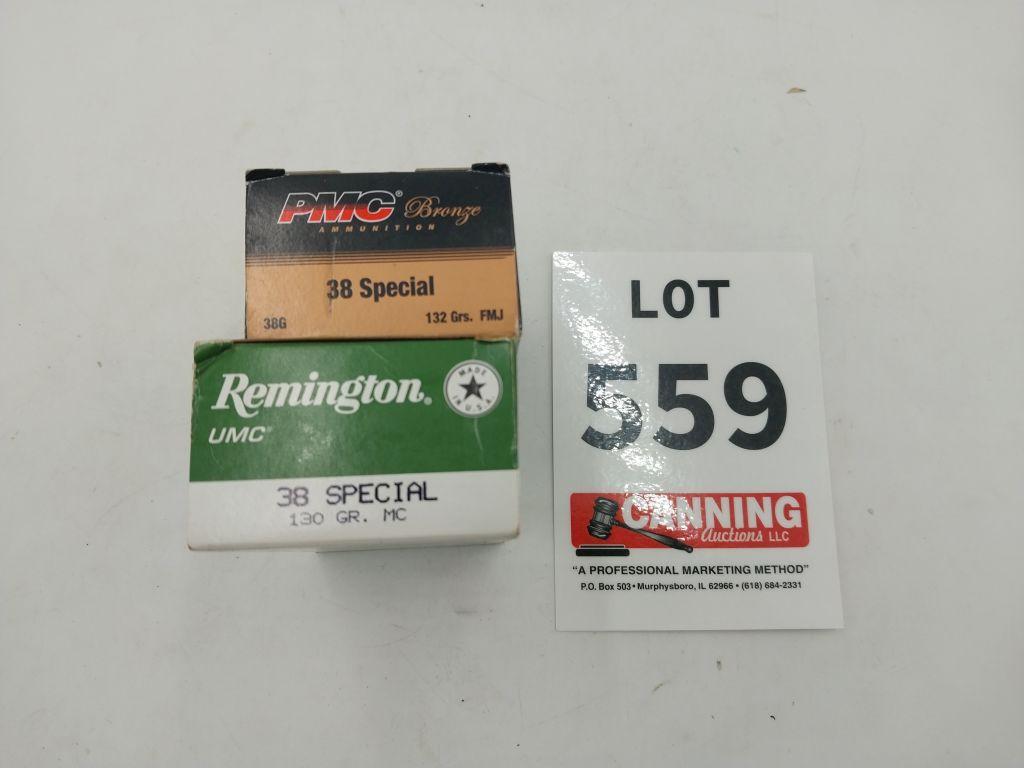 PMC® Bronze
AMMUNITION
38 Special
38G 132 Grs. FMJ
Remington®
MADE IN U.S.A.
UMC®
38 SPECIAL
130 GR. MC
LOT
559
CANNING
Auctions LLC
"A PROFESSIONAL MARKETING METHOD"
P.O. Box 503 • Murphysboro, IL 62966 • (618) 684-2331